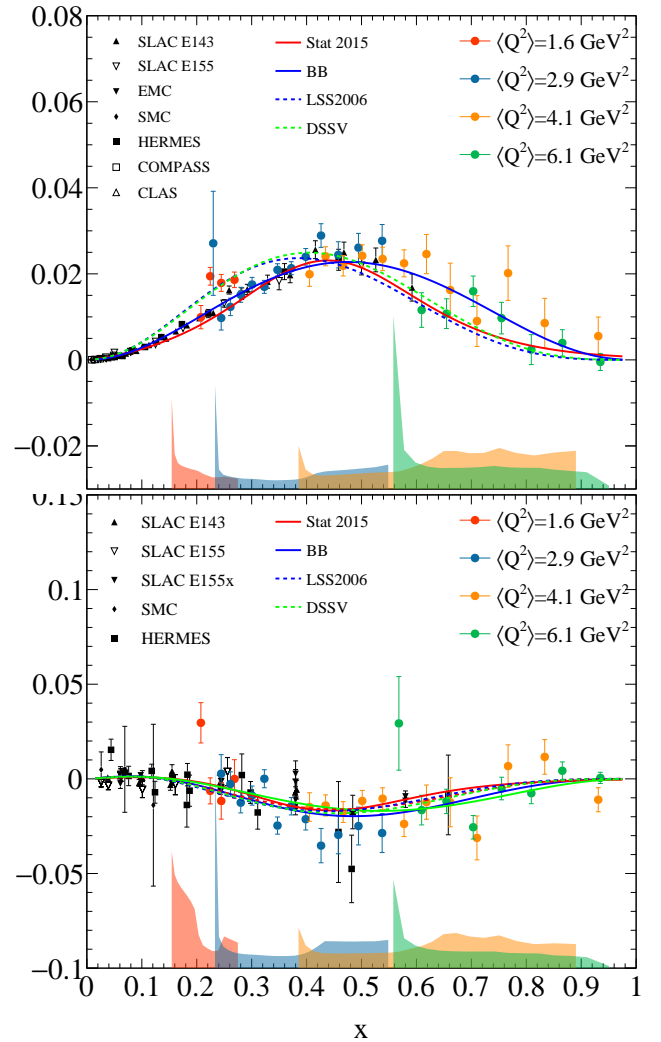 0.08
0.06
0.04
0.02
0
−0.02
SLAC E143
SLAC E155
EMC
SMC
HERMES
COMPASS
CLAS
Stat 2015
BB
LSS2006
DSSV
⟨Q²⟩=1.6 GeV²
⟨Q²⟩=2.9 GeV²
⟨Q²⟩=4.1 GeV²
⟨Q²⟩=6.1 GeV²
0.15
0.1
0.05
0
−0.05
−0.1
SLAC E143
SLAC E155
SLAC E155x
SMC
HERMES
Stat 2015
BB
LSS2006
DSSV
⟨Q²⟩=1.6 GeV²
⟨Q²⟩=2.9 GeV²
⟨Q²⟩=4.1 GeV²
⟨Q²⟩=6.1 GeV²
0 0.1 0.2 0.3 0.4 0.5 0.6 0.7 0.8 0.9 1
x